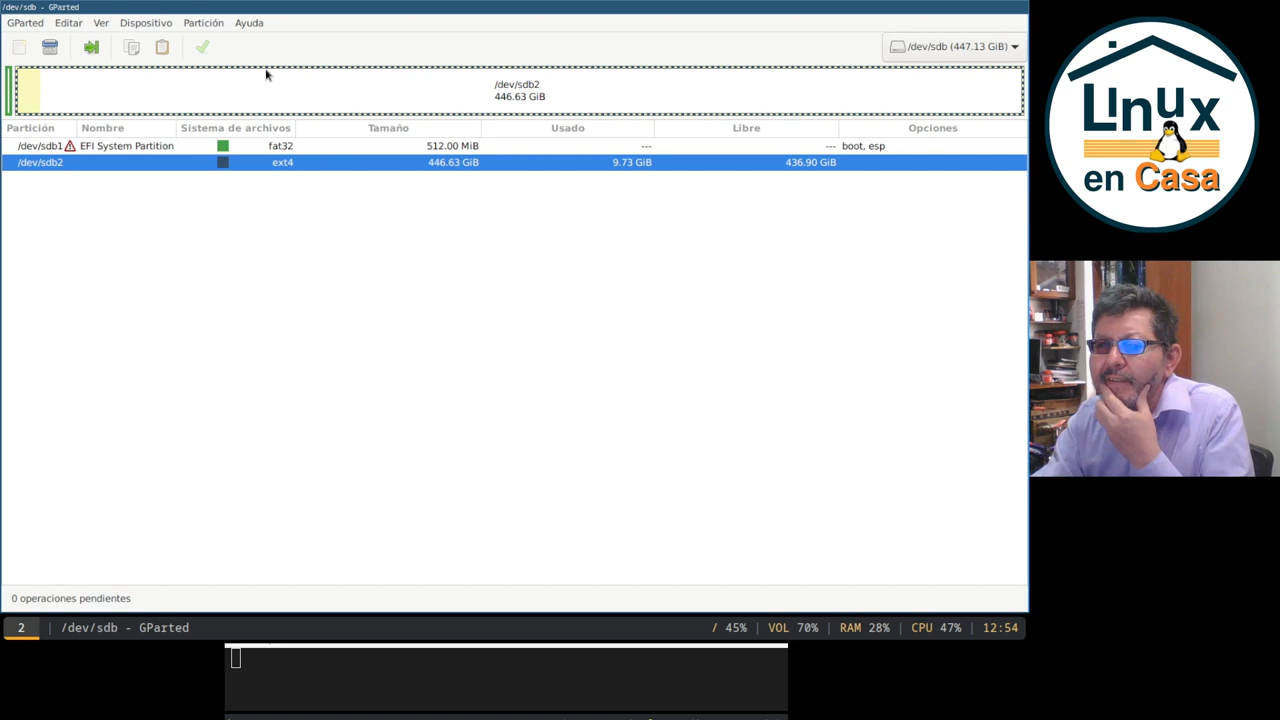 /dev/sdb - GParted
GParted Editar Ver Dispositivo Partición Ayuda
/dev/sdb (447.13 GiB)
/dev/sdb2
446.63 GiB
Partición Nombre Sistema de archivos Tamaño Usado Libre Opciones
/dev/sdb1 EFI System Partition fat32 512.00 MiB --- --- boot, esp
/dev/sdb2 ext4 446.63 GiB 9.73 GiB 436.90 GiB
0 operaciones pendientes
2 | /dev/sdb - GParted / 45% | VOL 70% | RAM 28% | CPU 47% | 12:54
Linux
en Casa